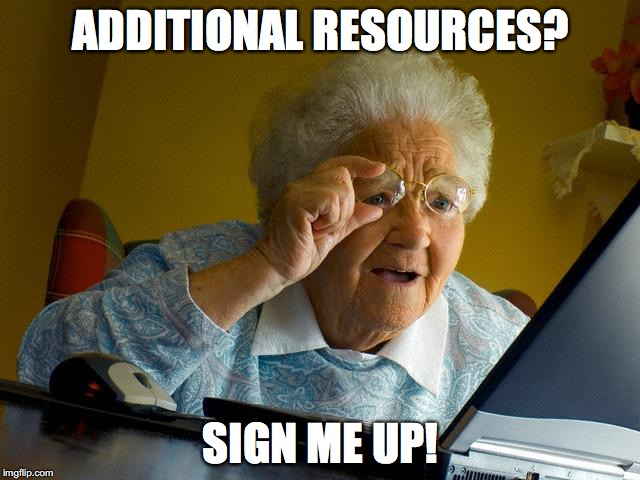 ADDITIONAL RESOURCES?
SIGN ME UP!
imgflip.com